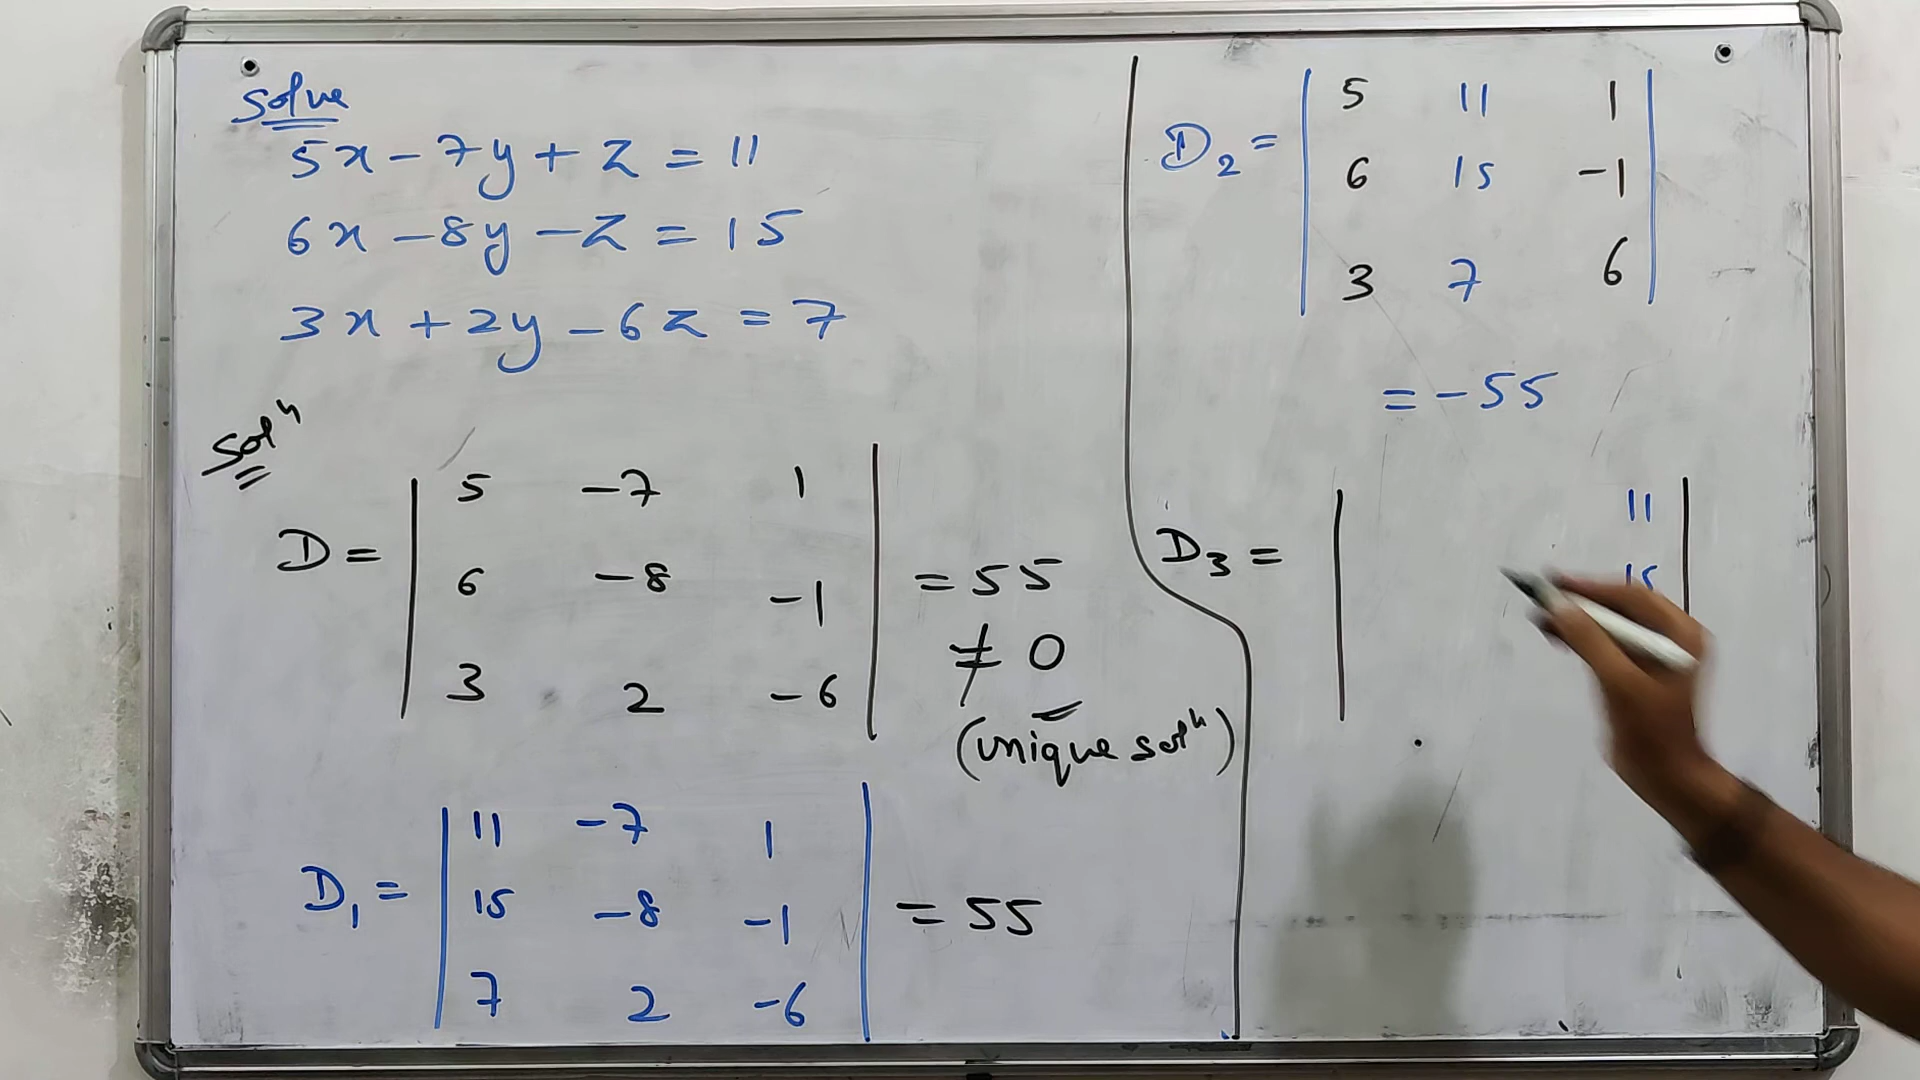 Solve
5x - 7y + z = 11
6x - 8y - z = 15
3x + 2y - 6z = 7
Solⁿ
5 -7 1
D = 6 -8 -1 = 55
≠ 0
3 2 -6
(unique solⁿ)
11 -7 1
D₁ = 15 -8 -1 = 55
7 2 -6
5 11 1
D₂ = 6 15 -1
3 7 6
= -55
11
D₃ = 15